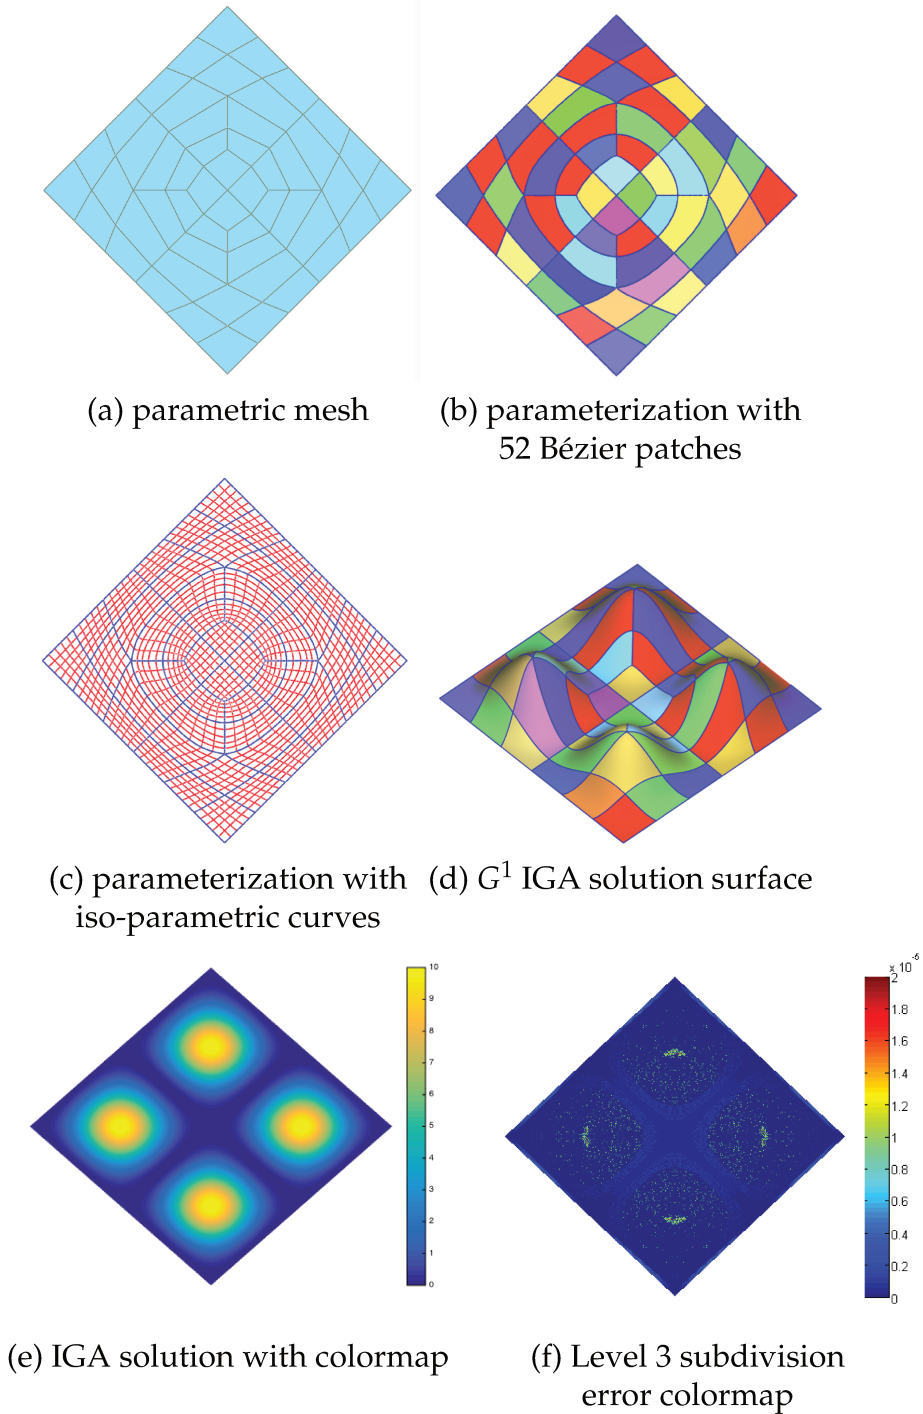 (a) parametric mesh
(b) parameterization with
52 Bézier patches
(c) parameterization with
iso-parametric curves
(d) G¹ IGA solution surface
10
9
8
7
6
5
4
3
2
1
0
x 10⁻⁵
2
1.8
1.6
1.4
1.2
1
0.8
0.6
0.4
0.2
0
(e) IGA solution with colormap
(f) Level 3 subdivision
error colormap